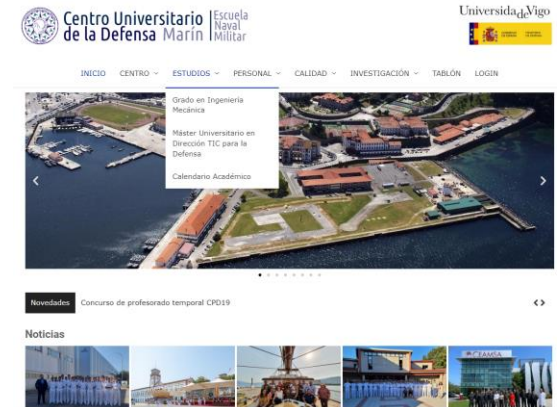 Centro Universitario
de la Defensa Marín
Escuela
Naval
Militar
Universida de Vigo
INICIO CENTRO ESTUDIOS PERSONAL CALIDAD INVESTIGACIÓN TABLÓN LOGIN
Grado en Ingeniería
Mecánica
Máster Universitario en
Dirección TIC para la
Defensa
Calendario Académico
Novedades Concurso de profesorado temporal CPD19
Noticias
CEAMSA